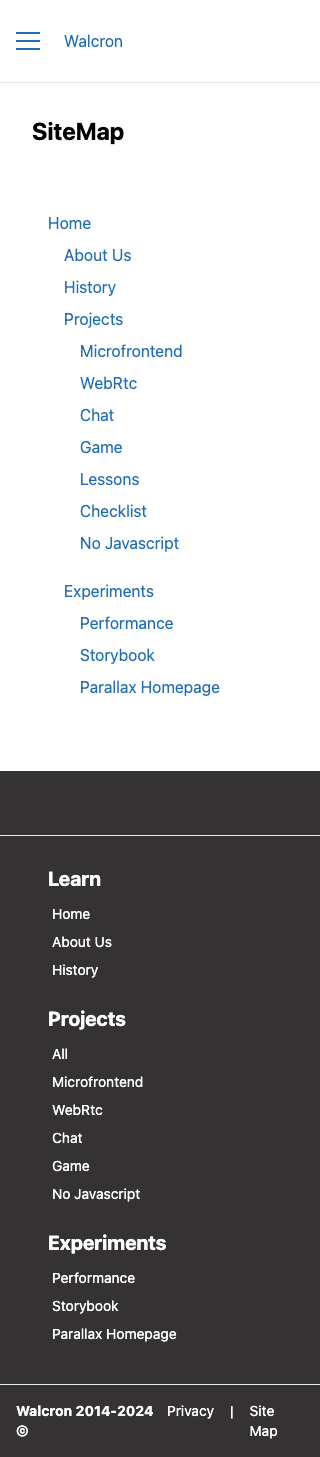 Walcron
SiteMap
Home
About Us
History
Projects
Microfrontend
WebRtc
Chat
Game
Lessons
Checklist
No Javascript
Experiments
Performance
Storybook
Parallax Homepage
Learn
Home
About Us
History
Projects
All
Microfrontend
WebRtc
Chat
Game
No Javascript
Experiments
Performance
Storybook
Parallax Homepage
Walcron 2014-2024 Privacy | Site
© Map